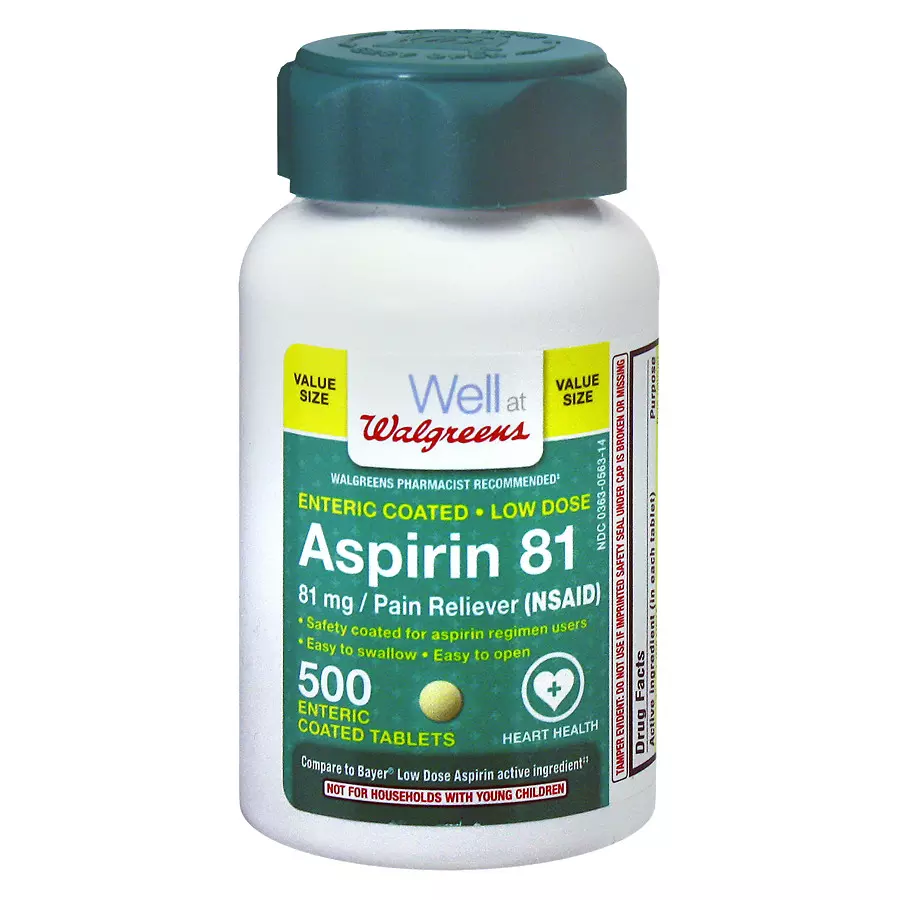 VALUE SIZE
Well at
Walgreens
VALUE SIZE
WALGREENS PHARMACIST RECOMMENDED‡
ENTERIC COATED • LOW DOSE
Aspirin 81
81 mg / Pain Reliever (NSAID)
• Safety coated for aspirin regimen users
• Easy to swallow • Easy to open
500
ENTERIC
COATED TABLETS
HEART HEALTH
Compare to Bayer® Low Dose Aspirin active ingredient‡‡
NOT FOR HOUSEHOLDS WITH YOUNG CHILDREN
NDC 0363-0563-14
TAMPER EVIDENT: DO NOT USE IF IMPRINTED SAFETY SEAL UNDER CAP IS BROKEN OR MISSING
Drug Facts
Active ingredient (in each tablet) Purpose